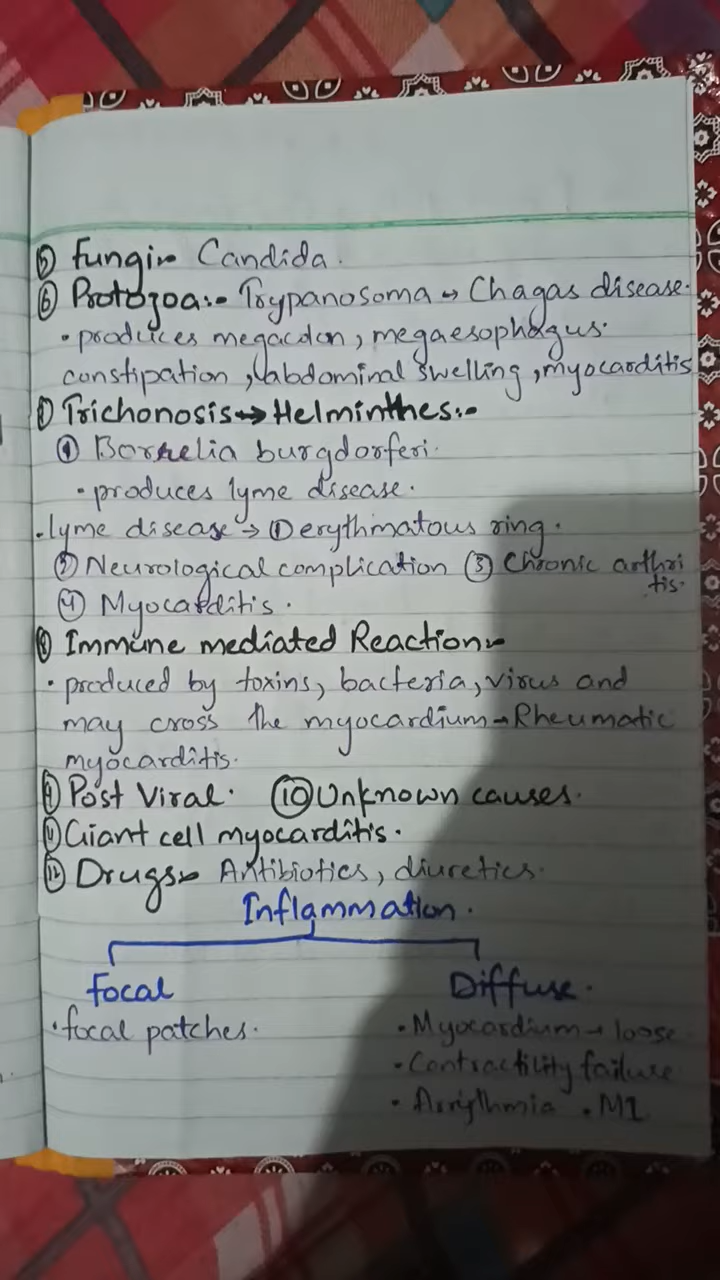 ⑤ Fungi:- Candida.
⑥ Protozoa:- Trypanosoma → Chagas disease.
• produces megacolon, megaesophagus.
constipation, abdominal swelling, myocarditis
⑦ Trichonosis → Helminthes:-
① Borrelia burgdorferi.
• produces lyme disease.
• lyme disease → ① erythmatous ring.
② Neurological complication ③ Chronic arthri
tis.
④ Myocarditis.
⑧ Immune mediated Reaction:-
• produced by toxins, bacteria, virus and
may cross the myocardium → Rheumatic
myocarditis.
⑨ Post Viral. ⑩ Unknown causes.
⑪ Giant cell myocarditis.
⑫ Drugs:- Antibiotics, diuretics.
Inflammation.
Focal Diffuse.
• focal patches. • Myocardium → loose
• Contractility failure
• Arrythmia • MI